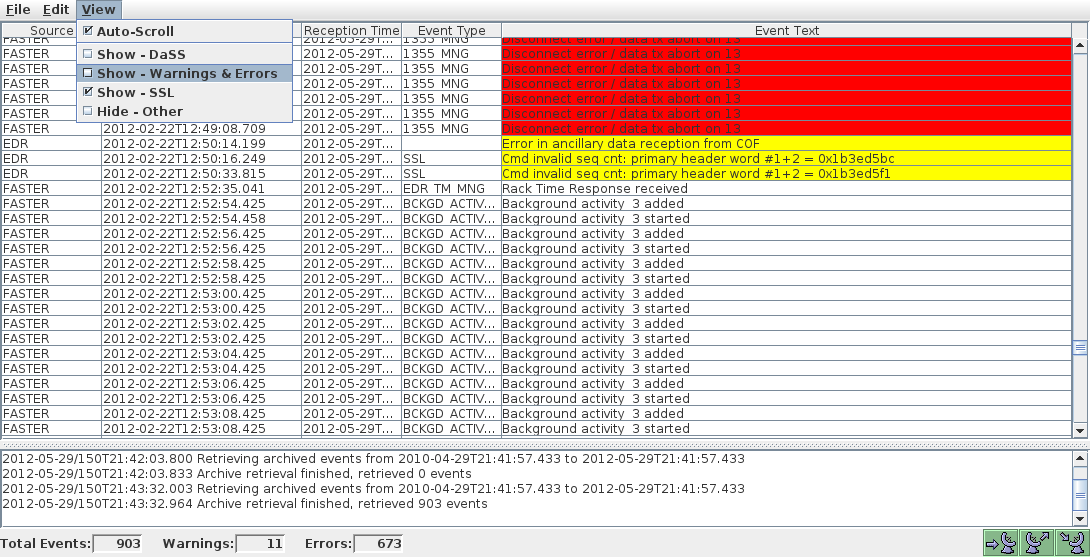 File Edit View
Source Reception Time Event Type Event Text
Auto-Scroll
Show - DaSS
Show - Warnings & Errors
Show - SSL
Hide - Other
FASTER 2012-05-29T... 1355 MNG Disconnect error / data tx abort on 13
FASTER 2012-05-29T... 1355 MNG Disconnect error / data tx abort on 13
FASTER 2012-05-29T... 1355 MNG Disconnect error / data tx abort on 13
FASTER 2012-05-29T... 1355 MNG Disconnect error / data tx abort on 13
FASTER 2012-05-29T... 1355 MNG Disconnect error / data tx abort on 13
FASTER 2012-05-29T... 1355 MNG Disconnect error / data tx abort on 13
FASTER 2012-02-22T12:49:08.709 2012-05-29T... 1355 MNG Disconnect error / data tx abort on 13
EDR 2012-02-22T12:50:14.199 2012-05-29T... Error in ancillary data reception from COF
EDR 2012-02-22T12:50:16.249 2012-05-29T... SSL Cmd invalid seq cnt: primary header word #1+2 = 0x1b3ed5bc
EDR 2012-02-22T12:50:33.815 2012-05-29T... SSL Cmd invalid seq cnt: primary header word #1+2 = 0x1b3ed5f1
FASTER 2012-02-22T12:52:35.041 2012-05-29T... EDR TM MNG Rack Time Response received
FASTER 2012-02-22T12:52:54.425 2012-05-29T... BCKGD ACTIV... Background activity 3 added
FASTER 2012-02-22T12:52:54.458 2012-05-29T... BCKGD ACTIV... Background activity 3 started
FASTER 2012-02-22T12:52:56.425 2012-05-29T... BCKGD ACTIV... Background activity 3 added
FASTER 2012-02-22T12:52:56.425 2012-05-29T... BCKGD ACTIV... Background activity 3 started
FASTER 2012-02-22T12:52:58.425 2012-05-29T... BCKGD ACTIV... Background activity 3 added
FASTER 2012-02-22T12:52:58.425 2012-05-29T... BCKGD ACTIV... Background activity 3 started
FASTER 2012-02-22T12:53:00.425 2012-05-29T... BCKGD ACTIV... Background activity 3 added
FASTER 2012-02-22T12:53:00.425 2012-05-29T... BCKGD ACTIV... Background activity 3 started
FASTER 2012-02-22T12:53:02.425 2012-05-29T... BCKGD ACTIV... Background activity 3 added
FASTER 2012-02-22T12:53:02.425 2012-05-29T... BCKGD ACTIV... Background activity 3 started
FASTER 2012-02-22T12:53:04.425 2012-05-29T... BCKGD ACTIV... Background activity 3 added
FASTER 2012-02-22T12:53:04.425 2012-05-29T... BCKGD ACTIV... Background activity 3 started
FASTER 2012-02-22T12:53:06.425 2012-05-29T... BCKGD ACTIV... Background activity 3 added
FASTER 2012-02-22T12:53:06.425 2012-05-29T... BCKGD ACTIV... Background activity 3 started
FASTER 2012-02-22T12:53:08.425 2012-05-29T... BCKGD ACTIV... Background activity 3 added
FASTER 2012-02-22T12:53:08.425 2012-05-29T... BCKGD ACTIV... Background activity 3 started
2012-05-29/150T21:42:03.800 Retrieving archived events from 2010-04-29T21:41:57.433 to 2012-05-29T21:41:57.433
2012-05-29/150T21:42:03.833 Archive retrieval finished, retrieved 0 events
2012-05-29/150T21:43:32.003 Retrieving archived events from 2010-04-29T21:41:57.433 to 2012-05-29T21:41:57.433
2012-05-29/150T21:43:32.964 Archive retrieval finished, retrieved 903 events
Total Events: 903 Warnings: 11 Errors: 673